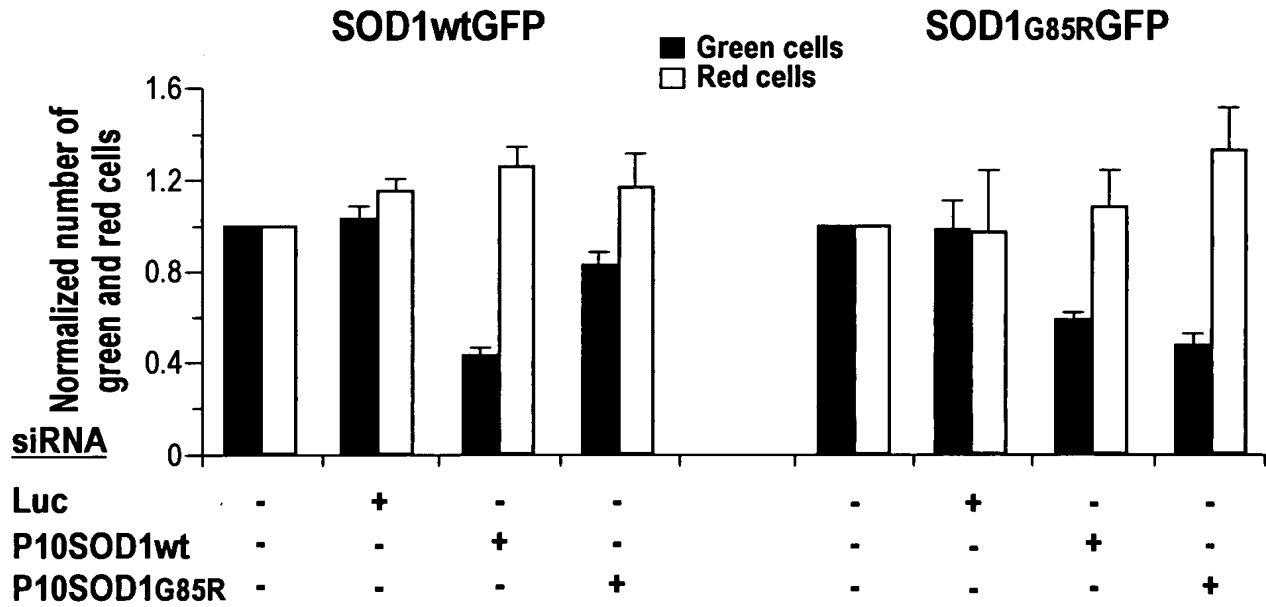 SOD1wtGFP
SOD1G85RGFP
Green cells
Red cells
Normalized number of
green and red cells
1.6
1.2
0.8
0.4
0
siRNA
Luc - + - - - + - -
P10SOD1wt - - + - - - + -
P10SOD1G85R - - - + - - - +